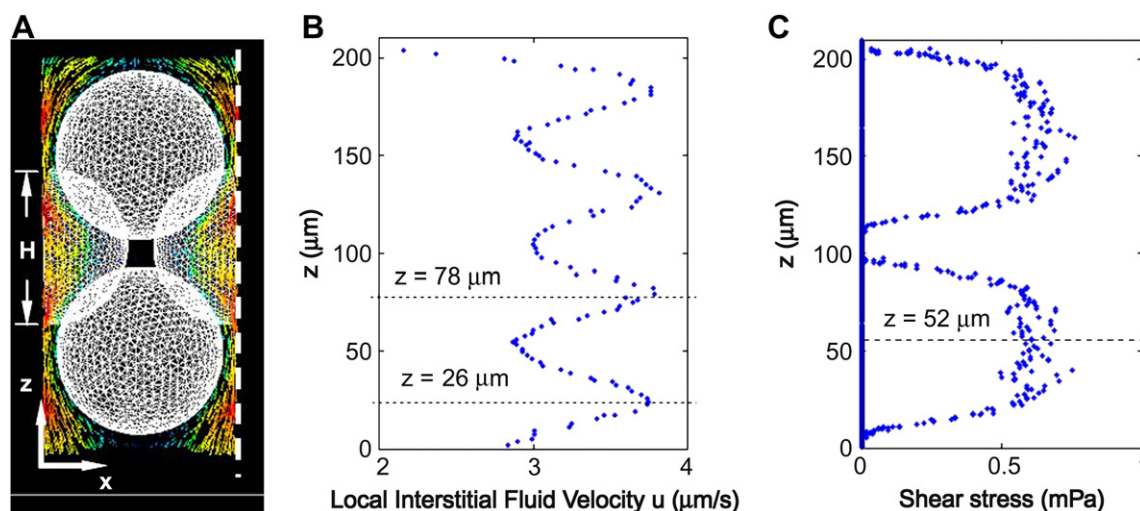 A
H
z
x
B
200
150
100
50
0
z (μm)
z = 78 μm
z = 26 μm
2
3
4
Local Interstitial Fluid Velocity u (μm/s)
C
200
150
100
50
0
z (μm)
z = 52 μm
0
0.5
1
Shear stress (mPa)